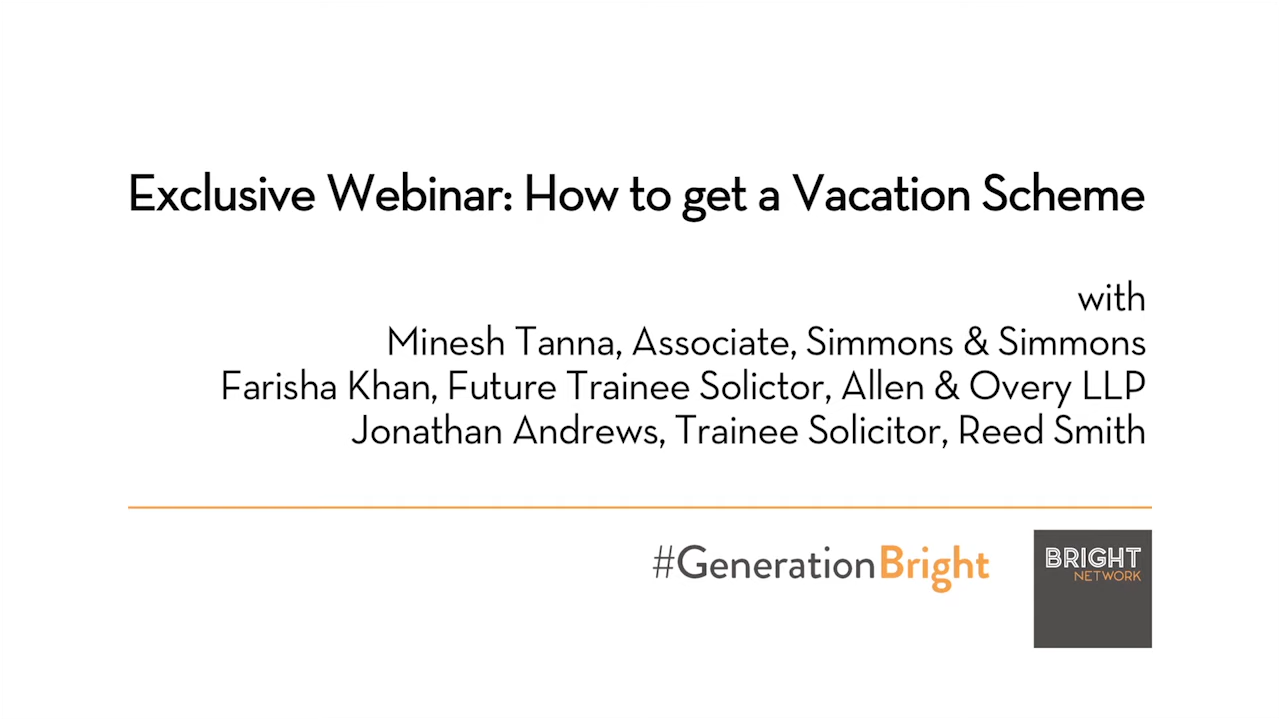 Exclusive Webinar: How to get a Vacation Scheme
with
Minesh Tanna, Associate, Simmons & Simmons
Farisha Khan, Future Trainee Solictor, Allen & Overy LLP
Jonathan Andrews, Trainee Solicitor, Reed Smith
#GenerationBright
BRIGHT
NETWORK